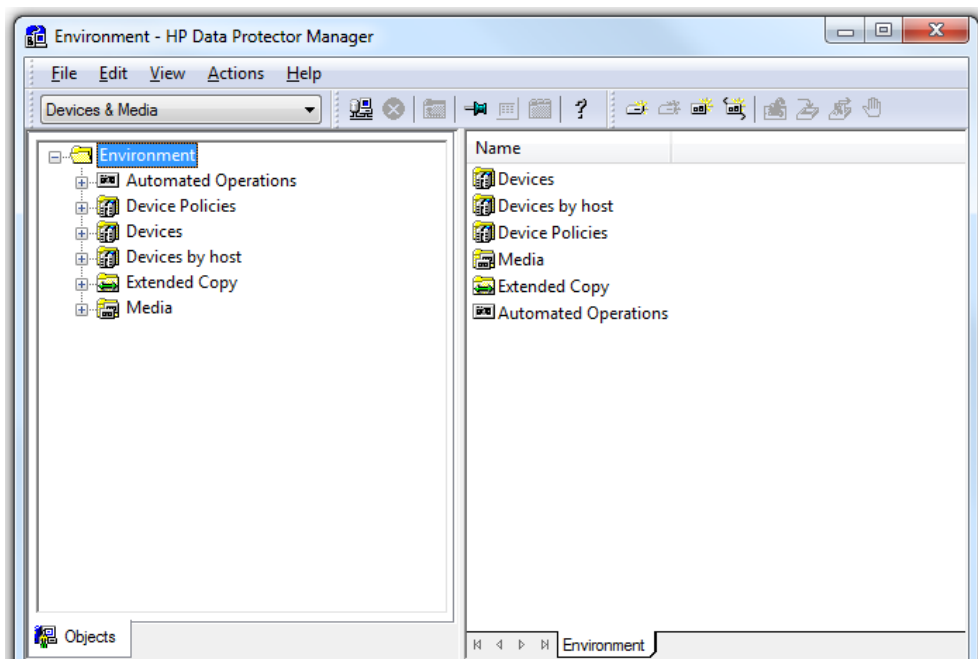 Environment - HP Data Protector Manager
File Edit View Actions Help
Devices & Media
?
Environment
Automated Operations
Device Policies
Devices
Devices by host
Extended Copy
Media
Objects
Name
Devices
Devices by host
Device Policies
Media
Extended Copy
Automated Operations
Environment